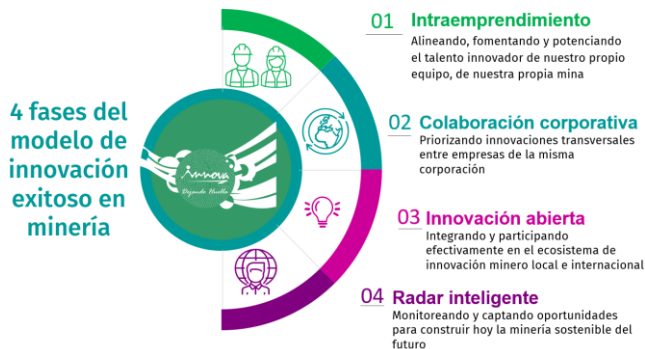 4 fases del
modelo de
innovación
exitoso en
minería
innova
Dejando Huella
01 Intraemprendimiento
Alineando, fomentando y potenciando
el talento innovador de nuestro propio
equipo, de nuestra propia mina
02 Colaboración corporativa
Priorizando innovaciones transversales
entre empresas de la misma
corporación
03 Innovación abierta
Integrando y participando
efectivamente en el ecosistema de
innovación minero local e internacional
04 Radar inteligente
Monitoreando y captando oportunidades
para construir hoy la minería sostenible del
futuro